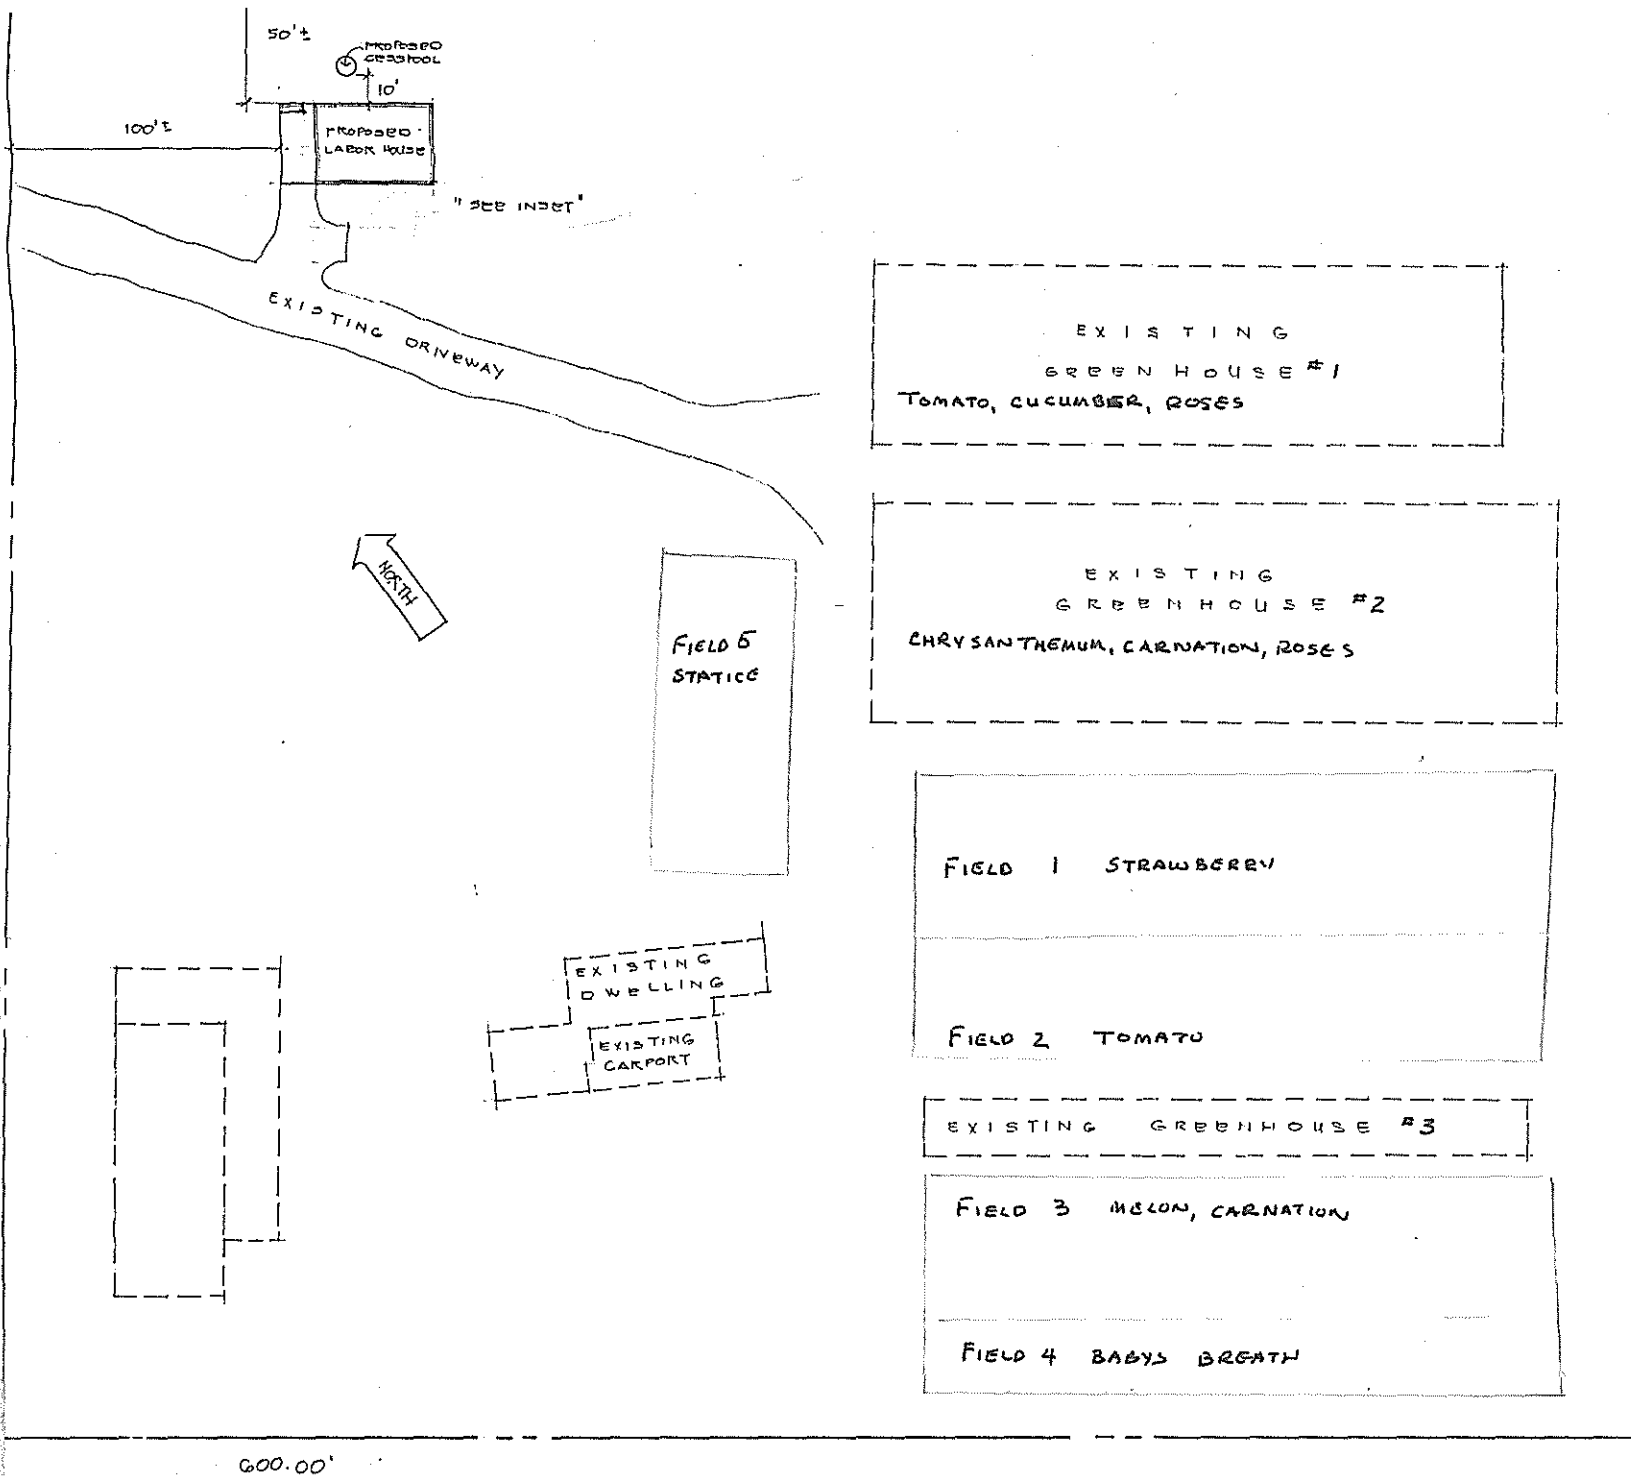 50'±
PROPOSED
CESSPOOL
10'
100'±
PROPOSED
LABOR HOUSE
"SEE INSET"
EXISTING DRIVEWAY
EXISTING
GREEN HOUSE #1
TOMATO, CUCUMBER, ROSES
NORTH
EXISTING
GREENHOUSE #2
CHRYSANTHEMUM, CARNATION, ROSES
FIELD 5
STATICE
FIELD 1 STRAWBERRY
EXISTING
DWELLING
EXISTING
CARPORT
FIELD 2 TOMATO
EXISTING GREENHOUSE #3
FIELD 3 MELON, CARNATION
FIELD 4 BABYS BREATH
600.00'